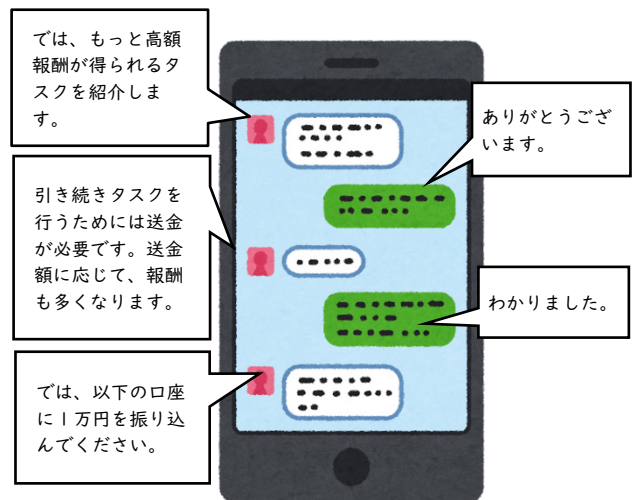 では、もっと高額
報酬が得られるタ
スクを紹介しま
す。
ありがとうござ
います。
引き続きタスクを
行うためには送金
が必要です。送金
額に応じて、報酬
も多くなります。
わかりました。
では、以下の口座
に1万円を振り込
んでください。